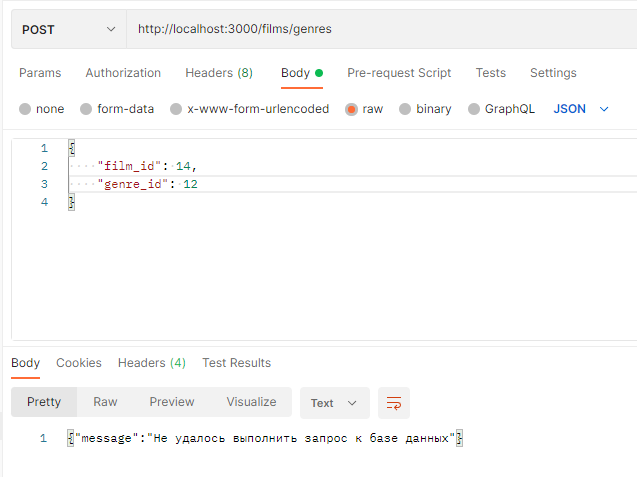 POST http://localhost:3000/films/genres
Params Authorization Headers (8) Body Pre-request Script Tests Settings
none form-data x-www-form-urlencoded raw binary GraphQL JSON
1 {
2 "film_id": 14,
3 "genre_id": 12
4 }
Body Cookies Headers (4) Test Results
Pretty Raw Preview Visualize Text
1 {"message":"Не удалось выполнить запрос к базе данных"}